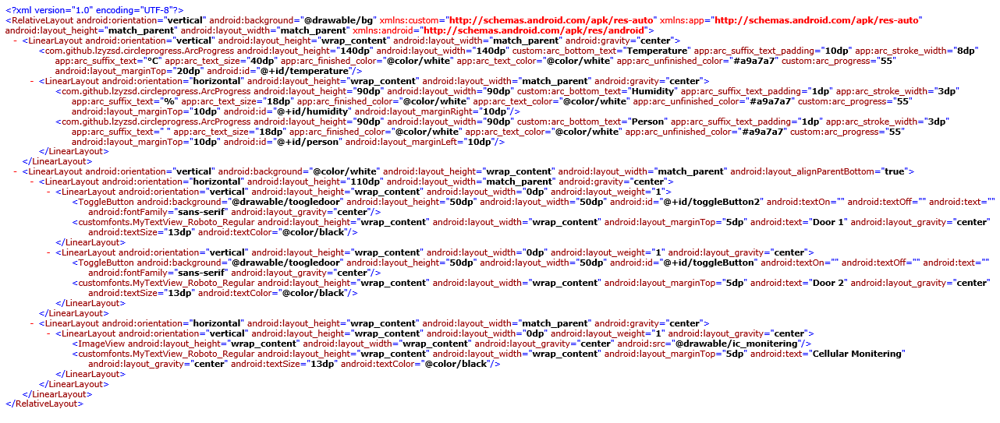 <?xml version="1.0" encoding="UTF-8"?>
<RelativeLayout android:orientation="vertical" android:background="@drawable/bg" xmlns:custom="http://schemas.android.com/apk/res-auto" xmlns:app="http://schemas.android.com/apk/res-auto"
android:layout_height="match_parent" android:layout_width="match_parent" xmlns:android="http://schemas.android.com/apk/res/android">
- <LinearLayout android:orientation="vertical" android:layout_height="wrap_content" android:layout_width="match_parent" android:gravity="center">
<com.github.lzyzsd.circleprogress.ArcProgress android:layout_height="140dp" android:layout_width="140dp" custom:arc_bottom_text="Temperature" app:arc_suffix_text_padding="10dp" app:arc_stroke_width="8dp"
app:arc_suffix_text="°C" app:arc_text_size="40dp" app:arc_finished_color="@color/white" app:arc_text_color="@color/white" app:arc_unfinished_color="#a9a7a7" custom:arc_progress="55"
android:layout_marginTop="20dp" android:id="@+id/temperature"/>
- <LinearLayout android:orientation="horizontal" android:layout_height="wrap_content" android:layout_width="match_parent" android:gravity="center">
<com.github.lzyzsd.circleprogress.ArcProgress android:layout_height="90dp" android:layout_width="90dp" custom:arc_bottom_text="Humidity" app:arc_suffix_text_padding="1dp" app:arc_stroke_width="3dp"
app:arc_suffix_text="%" app:arc_text_size="18dp" app:arc_finished_color="@color/white" app:arc_text_color="@color/white" app:arc_unfinished_color="#a9a7a7" custom:arc_progress="55"
android:layout_marginTop="10dp" android:id="@+id/humidity" android:layout_marginRight="10dp"/>
<com.github.lzyzsd.circleprogress.ArcProgress android:layout_height="90dp" android:layout_width="90dp" custom:arc_bottom_text="Person" app:arc_suffix_text_padding="1dp" app:arc_stroke_width="3dp"
app:arc_suffix_text=" " app:arc_text_size="18dp" app:arc_finished_color="@color/white" app:arc_text_color="@color/white" app:arc_unfinished_color="#a9a7a7" custom:arc_progress="55"
android:layout_marginTop="10dp" android:id="@+id/person" android:layout_marginLeft="10dp"/>
</LinearLayout>
</LinearLayout>
- <LinearLayout android:orientation="vertical" android:background="@color/white" android:layout_height="wrap_content" android:layout_width="match_parent" android:layout_alignParentBottom="true">
- <LinearLayout android:orientation="horizontal" android:layout_height="110dp" android:layout_width="match_parent" android:gravity="center">
- <LinearLayout android:orientation="vertical" android:layout_height="wrap_content" android:layout_width="0dp" android:layout_weight="1">
<ToggleButton android:background="@drawable/toogledoor" android:layout_height="50dp" android:layout_width="50dp" android:id="@+id/toggleButton2" android:textOn="" android:textOff="" android:text=""
android:fontFamily="sans-serif" android:layout_gravity="center"/>
<customfonts.MyTextView_Roboto_Regular android:layout_height="wrap_content" android:layout_width="wrap_content" android:layout_marginTop="5dp" android:text="Door 1" android:layout_gravity="center"
android:textSize="13dp" android:textColor="@color/black"/>
</LinearLayout>
- <LinearLayout android:orientation="vertical" android:layout_height="wrap_content" android:layout_width="0dp" android:layout_weight="1" android:layout_gravity="center">
<ToggleButton android:background="@drawable/toogledoor" android:layout_height="50dp" android:layout_width="50dp" android:id="@+id/toggleButton" android:textOn="" android:textOff="" android:text=""
android:fontFamily="sans-serif" android:layout_gravity="center"/>
<customfonts.MyTextView_Roboto_Regular android:layout_height="wrap_content" android:layout_width="wrap_content" android:layout_marginTop="5dp" android:text="Door 2" android:layout_gravity="center"
android:textSize="13dp" android:textColor="@color/black"/>
</LinearLayout>
</LinearLayout>
- <LinearLayout android:orientation="horizontal" android:layout_height="wrap_content" android:layout_width="match_parent" android:gravity="center">
- <LinearLayout android:orientation="vertical" android:layout_height="wrap_content" android:layout_width="0dp" android:layout_weight="1" android:layout_gravity="center">
<ImageView android:layout_height="wrap_content" android:layout_width="wrap_content" android:layout_gravity="center" android:src="@drawable/ic_monitering"/>
<customfonts.MyTextView_Roboto_Regular android:layout_height="wrap_content" android:layout_width="wrap_content" android:layout_marginTop="5dp" android:text="Cellular Monitering"
android:layout_gravity="center" android:textSize="13dp" android:textColor="@color/black"/>
</LinearLayout>
</LinearLayout>
</LinearLayout>
</RelativeLayout>